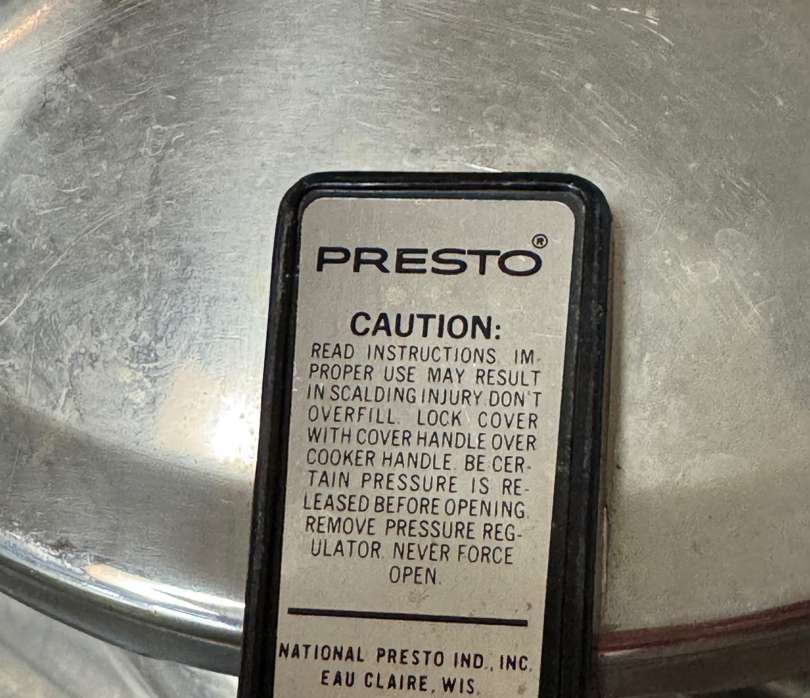 PRESTO®
CAUTION:
READ INSTRUCTIONS. IM-
PROPER USE MAY RESULT
IN SCALDING INJURY. DON'T
OVERFILL. LOCK COVER
WITH COVER HANDLE OVER
COOKER HANDLE. BE CER-
TAIN PRESSURE IS RE-
LEASED BEFORE OPENING.
REMOVE PRESSURE REG-
ULATOR. NEVER FORCE
OPEN.
NATIONAL PRESTO IND., INC.
EAU CLAIRE, WIS.